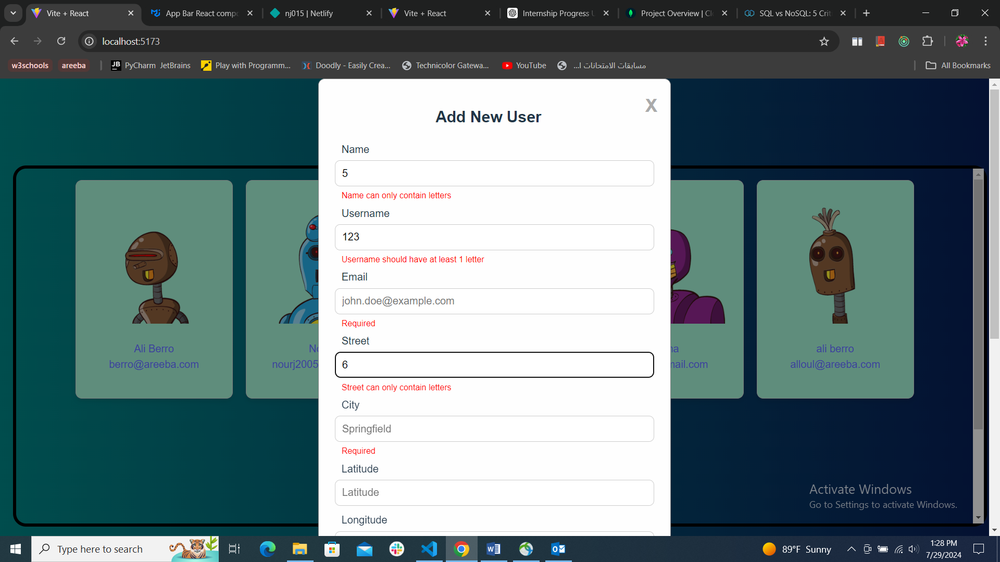 Vite + React
App Bar React compo
nj015 | Netlify
Vite + React
Internship Progress U
Project Overview | Cl
SQL vs NoSQL: 5 Crit
localhost:5173
w3schools
areeba
PyCharm JetBrains
Play with Programm...
Doodly - Easily Crea...
Technicolor Gatewa...
YouTube
مسابقات الامتحانات ا...
All Bookmarks
X
Add New User
Name
5
Name can only contain letters
Username
123
Username should have at least 1 letter
Email
john.doe@example.com
Required
Street
6
Street can only contain letters
City
Springfield
Required
Latitude
Latitude
Longitude
Ali Berro
berro@areeba.com
No
nourj2005
na
mail.com
ali berro
alloul@areeba.com
Activate Windows
Go to Settings to activate Windows.
Type here to search
89°F Sunny
1:28 PM
7/29/2024